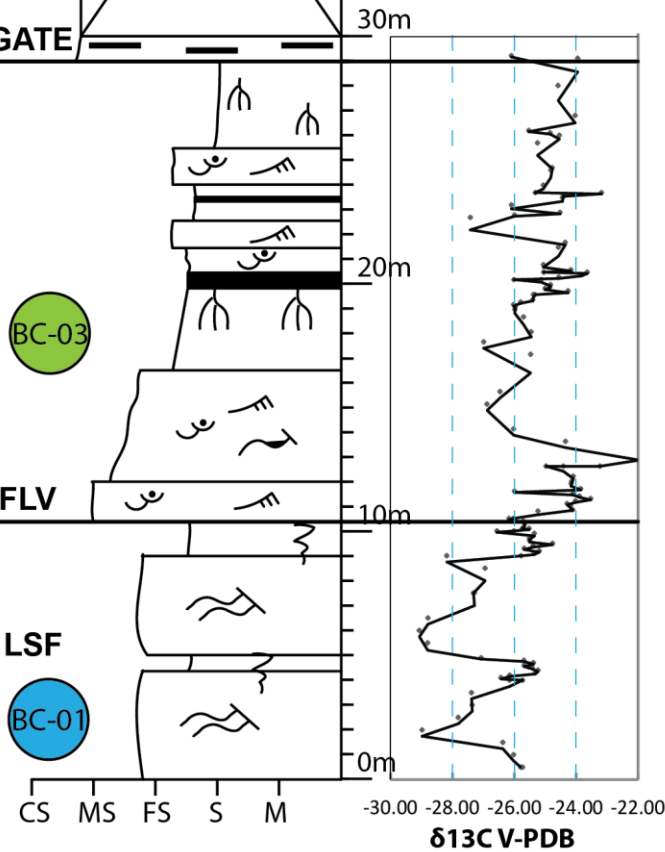 30m
GATE
20m
BC-03
FLV
10m
LSF
BC-01
0m
CS MS FS S M
-30.00 -28.00 -26.00 -24.00 -22.00
δ13C V-PDB